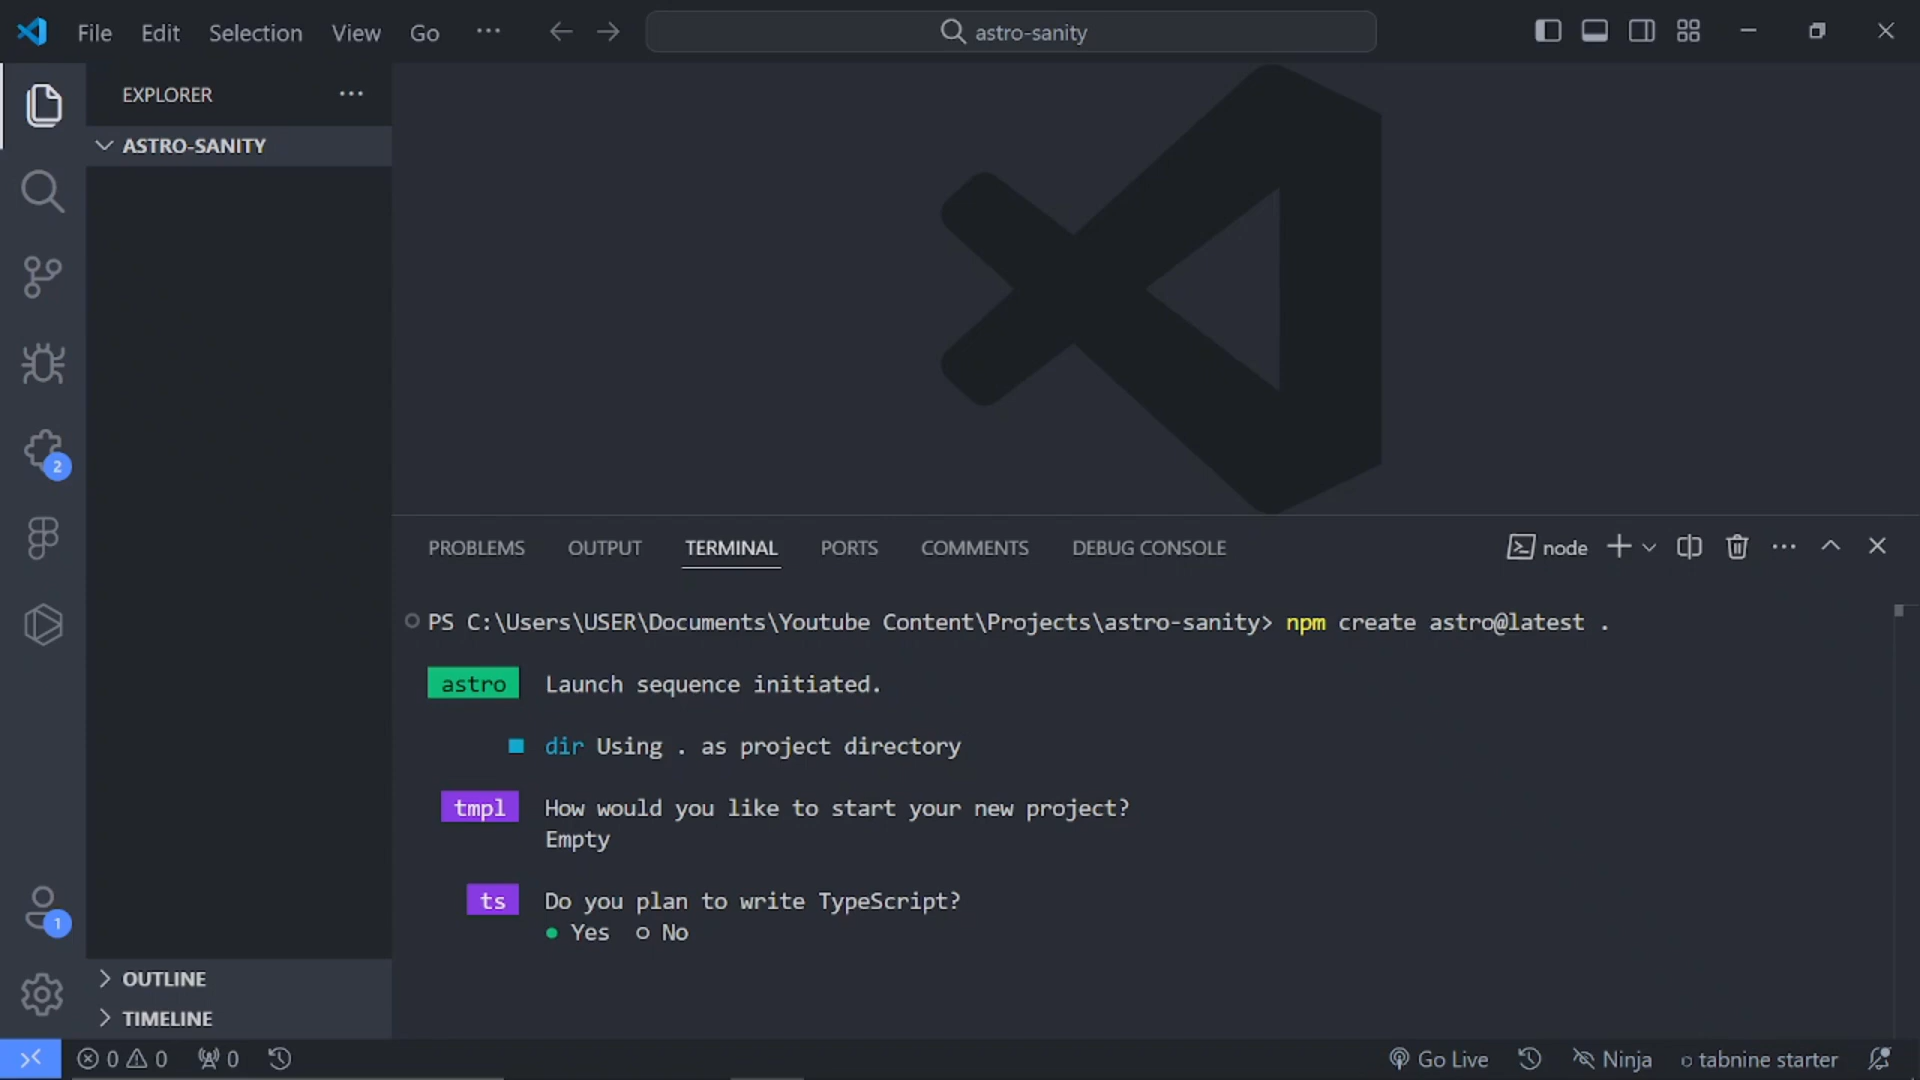 File Edit Selection View Go ··· astro-sanity
EXPLORER ···
ASTRO-SANITY
2
1
OUTLINE
TIMELINE
PROBLEMS OUTPUT TERMINAL PORTS COMMENTS DEBUG CONSOLE node
PS C:\Users\USER\Documents\Youtube Content\Projects\astro-sanity> npm create astro@latest .
astro Launch sequence initiated.
dir Using . as project directory
tmpl How would you like to start your new project?
Empty
ts Do you plan to write TypeScript?
● Yes ○ No
0 0 0 Go Live Ninja tabnine starter